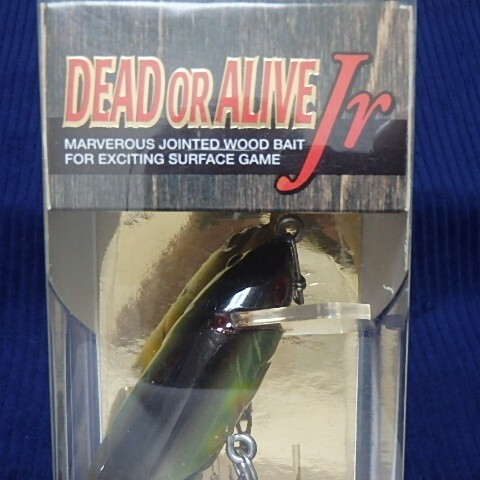 DEAD OR ALIVE Jr
MARVEROUS JOINTED WOOD BAIT
FOR EXCITING SURFACE GAME